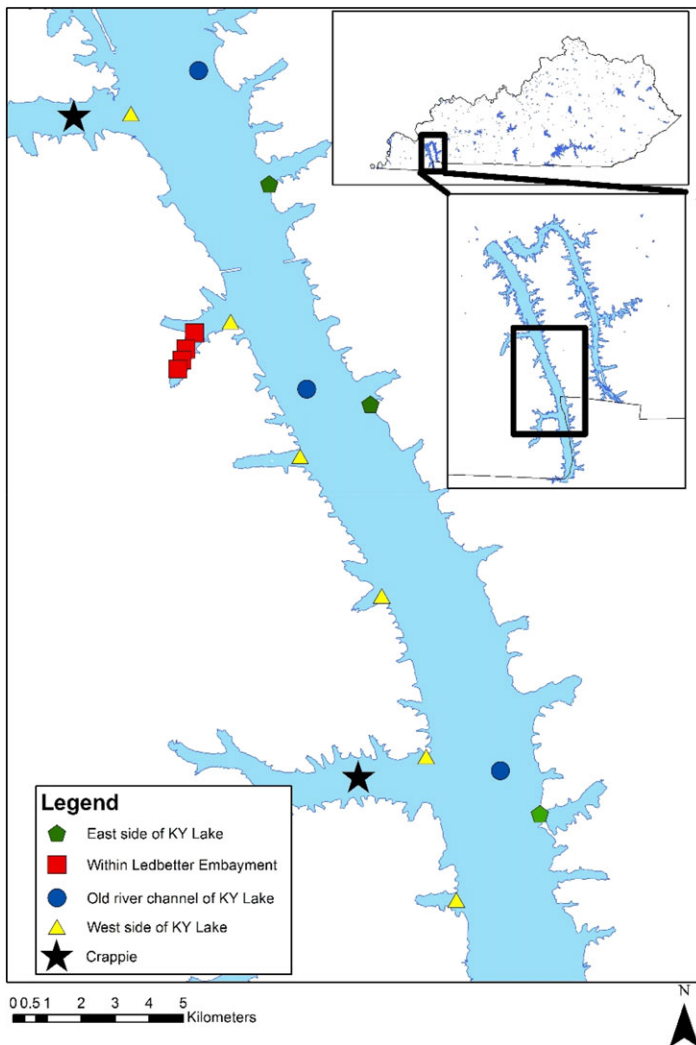 Legend
East side of KY Lake
Within Ledbetter Embayment
Old river channel of KY Lake
West side of KY Lake
Crappie
0 0.5 1 2 3 4 5
Kilometers
N